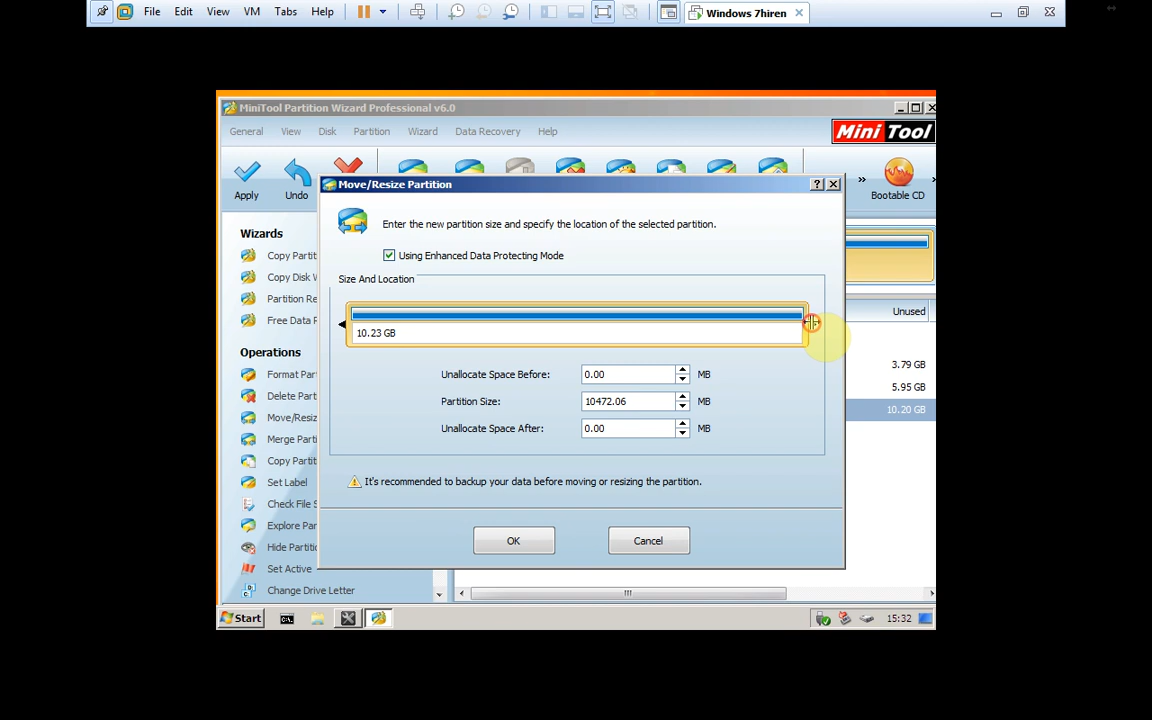 File Edit View VM Tabs Help Windows 7hiren
MiniTool Partition Wizard Professional v6.0
General View Disk Partition Wizard Data Recovery Help
Mini Tool
Apply Undo » Bootable CD »
Move/Resize Partition
Enter the new partition size and specify the location of the selected partition.
Using Enhanced Data Protecting Mode
Size And Location
10.23 GB
Unallocate Space Before: 0.00 MB
Partition Size: 10472.06 MB
Unallocate Space After: 0.00 MB
It's recommended to backup your data before moving or resizing the partition.
OK Cancel
Wizards
Copy Partit
Copy Disk W
Partition Re
Free Data R
Operations
Format Par
Delete Part
Move/Resiz
Merge Parti
Copy Partit
Set Label
Check File S
Explore Par
Hide Partiti
Set Active
Change Drive Letter
Unused
3.79 GB
5.95 GB
10.20 GB
Start 15:32